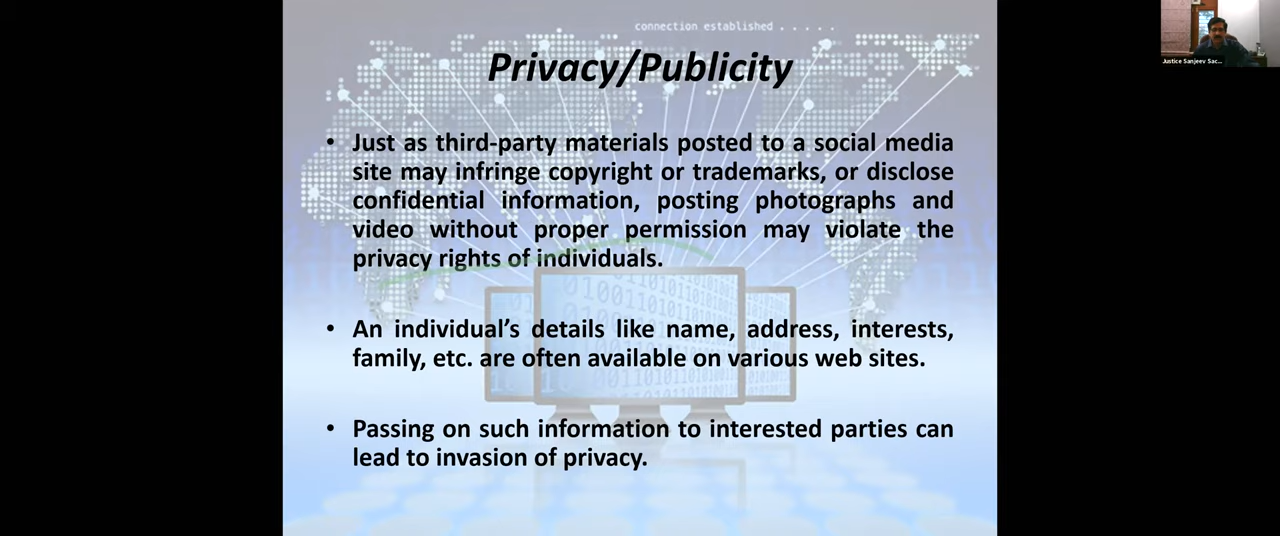 connection established . . . . .
Privacy/Publicity
• Just as third-party materials posted to a social media
site may infringe copyright or trademarks, or disclose
confidential information, posting photographs and
video without proper permission may violate the
privacy rights of individuals.
• An individual’s details like name, address, interests,
family, etc. are often available on various web sites.
• Passing on such information to interested parties can
lead to invasion of privacy.
Justice Sanjeev Sac...